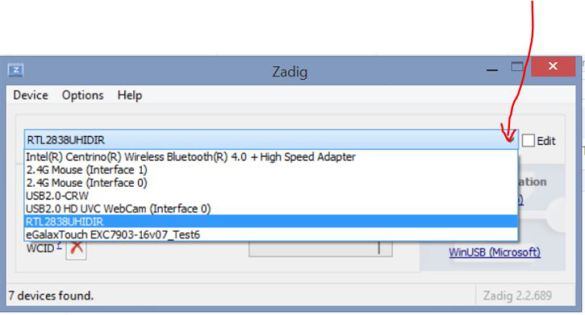 Zadig
Device Options Help
RTL2838UHIDIR
Edit
Intel(R) Centrino(R) Wireless Bluetooth(R) 4.0 + High Speed Adapter
2.4G Mouse (Interface 1)
2.4G Mouse (Interface 0)
USB2.0-CRW
USB2.0 HD UVC WebCam (Interface 0)
RTL2838UHIDIR
eGalaxTouch EXC7903-16v07_Test6
WCID ?
WinUSB (Microsoft)
7 devices found.
Zadig 2.2.689